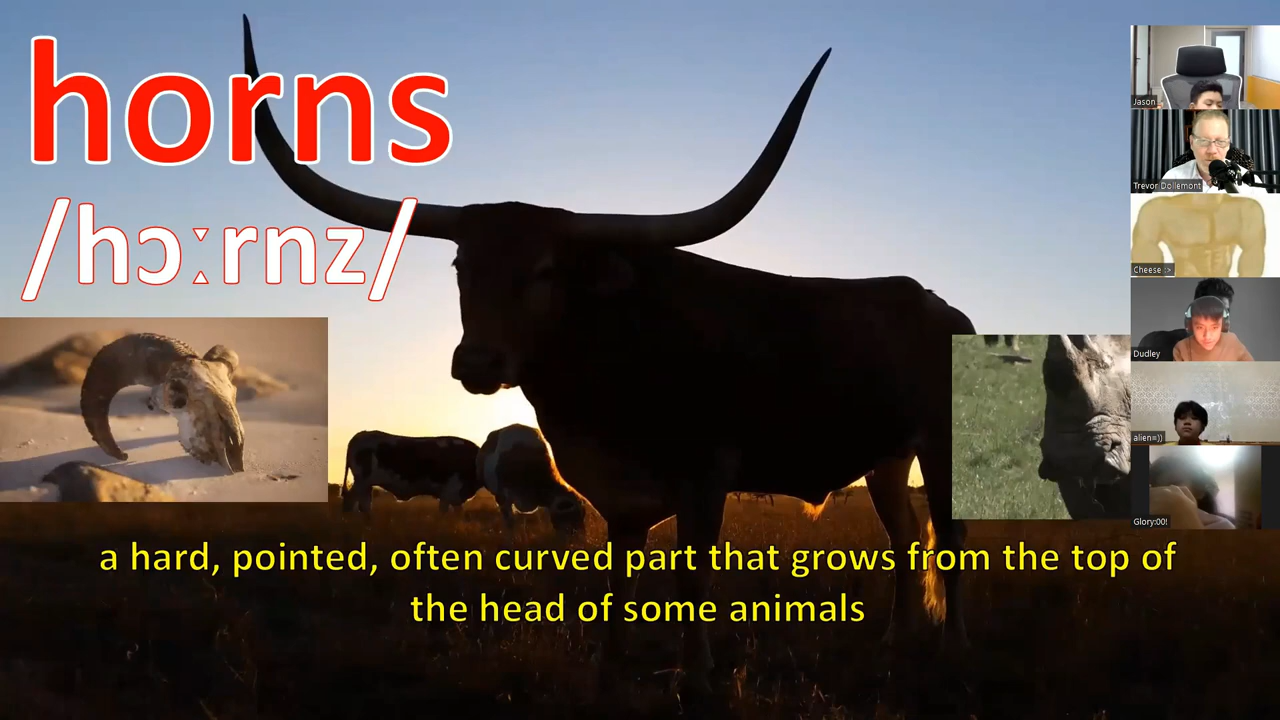 horns
/hɔːrnz/
a hard, pointed, often curved part that grows from the top of
the head of some animals
Jason
Trevor Dollemont
Cheese :>
Dudley
alien=))
Glory:00!